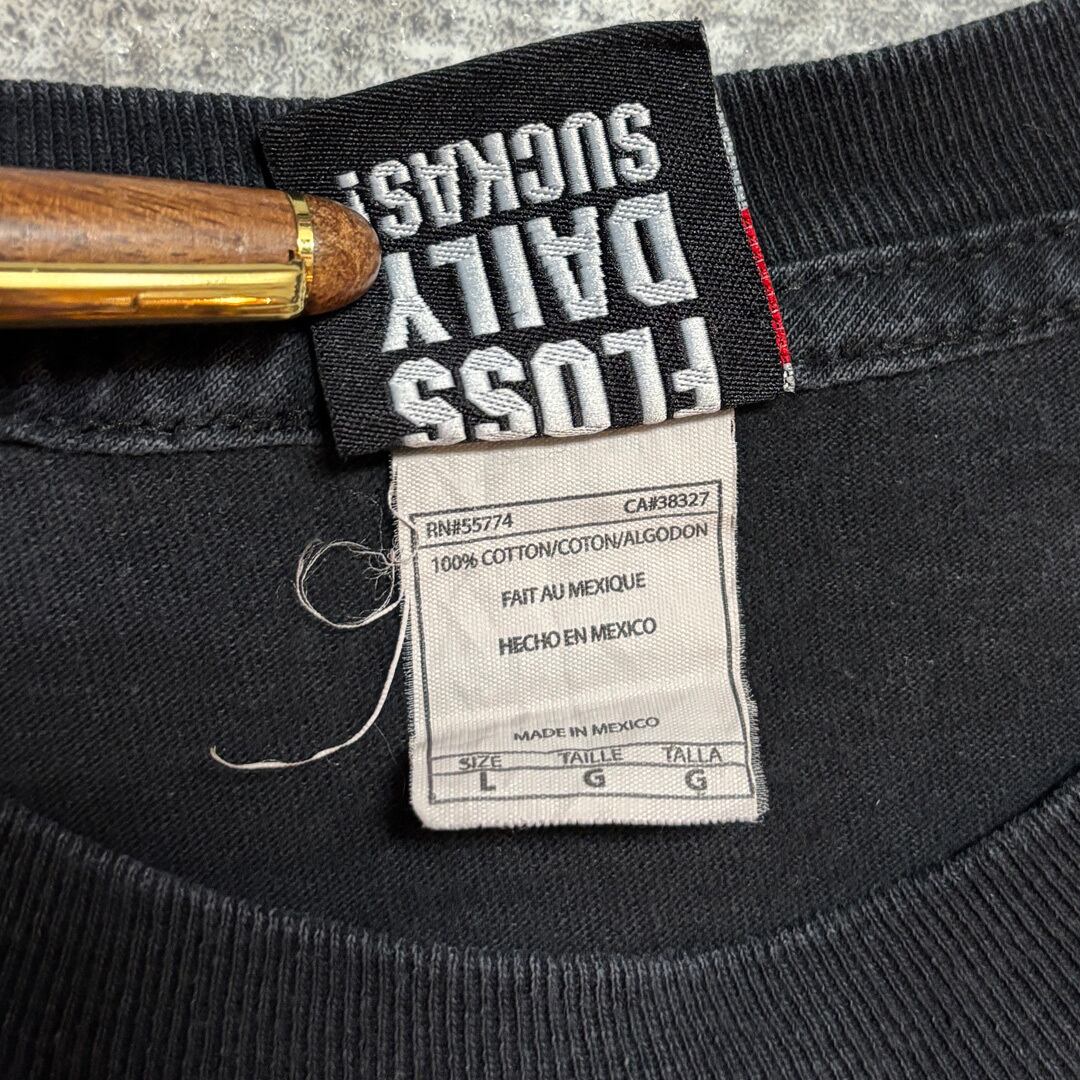 FLOSS
DAILY
SUCKAS!
RN#55774 CA#38327
100% COTTON/COTON/ALGODON
FAIT AU MEXIQUE
HECHO EN MEXICO
MADE IN MEXICO
SIZE TAILLE TALLA
L G G